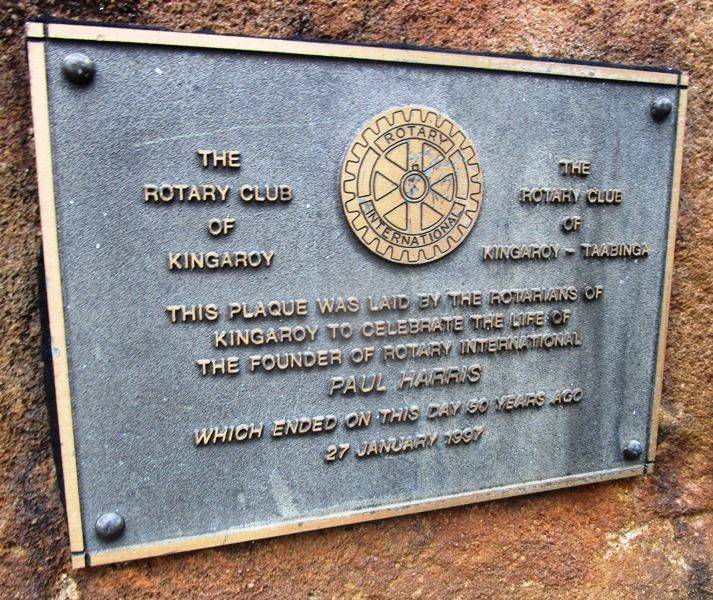 THE
ROTARY CLUB
OF
KINGAROY
ROTARY
INTERNATIONAL
THE
ROTARY CLUB
OF
KINGAROY – TAABINGA
THIS PLAQUE WAS LAID BY THE ROTARIANS OF
KINGAROY TO CELEBRATE THE LIFE OF
THE FOUNDER OF ROTARY INTERNATIONAL
PAUL HARRIS
WHICH ENDED ON THIS DAY 50 YEARS AGO
27 JANUARY 1997